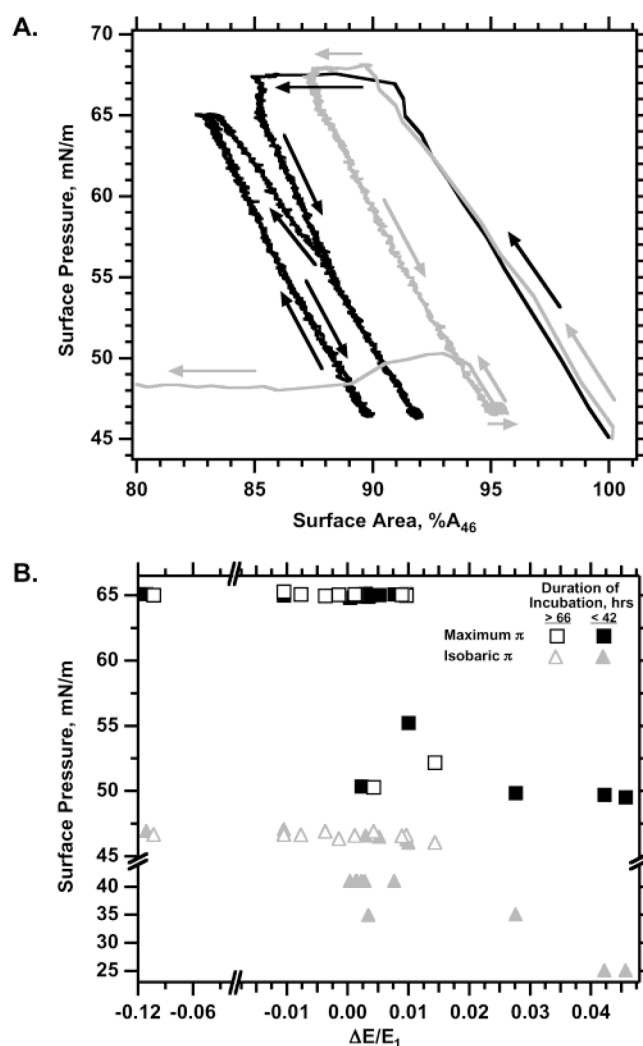 A.
70
65
60
55
50
45
Surface Pressure, mN/m
80
85
90
95
100
Surface Area, %A46
B.
65
60
55
50
45
40
35
30
25
Surface Pressure, mN/m
Duration of
Incubation, hrs
> 66 < 42
Maximum π
Isobaric π
-0.12 -0.06 -0.01 0.00 0.01 0.02 0.03 0.04
ΔE/E1